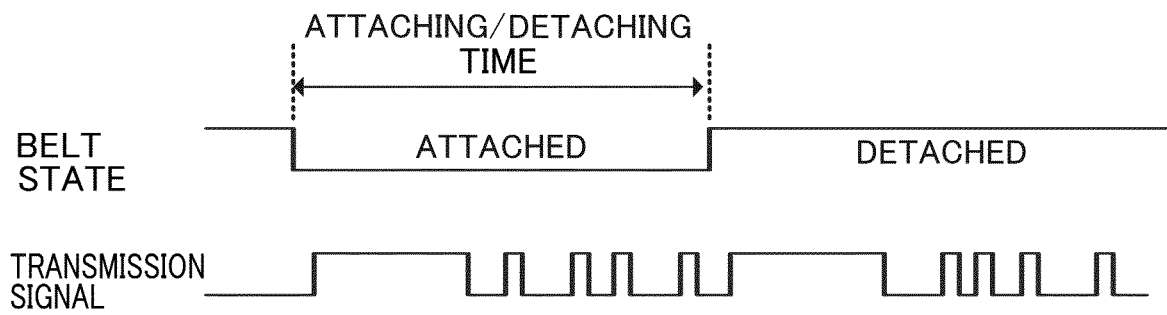 ATTACHING/DETACHING
TIME
BELT
STATE
ATTACHED
DETACHED
TRANSMISSION
SIGNAL